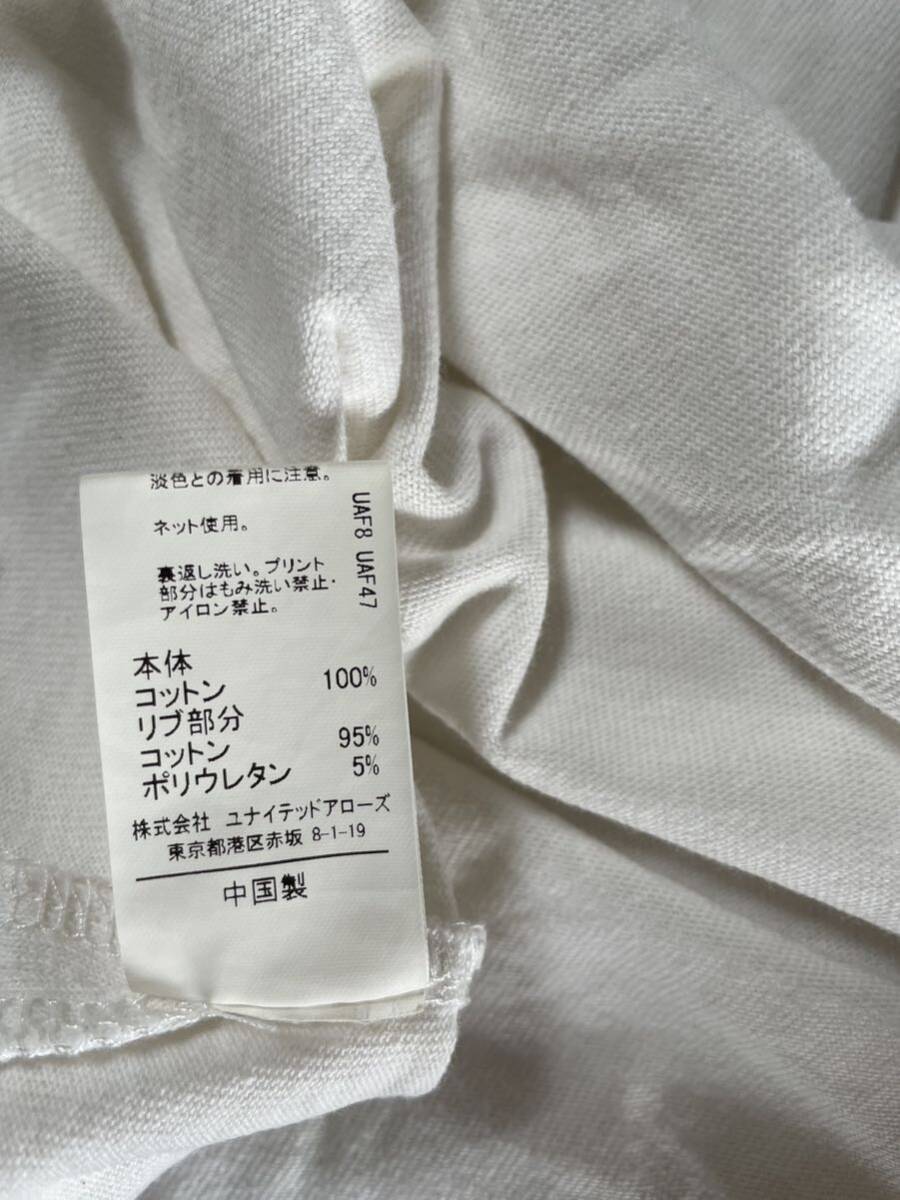 淡色との着用に注意。
ネット使用。
裏返し洗い。プリント
部分はもみ洗い禁止・
アイロン禁止。
UAF8 UAF47
本体
コットン 100%
リブ部分
コットン 95%
ポリウレタン 5%
株式会社 ユナイテッドアローズ
東京都港区赤坂 8-1-19
中国製